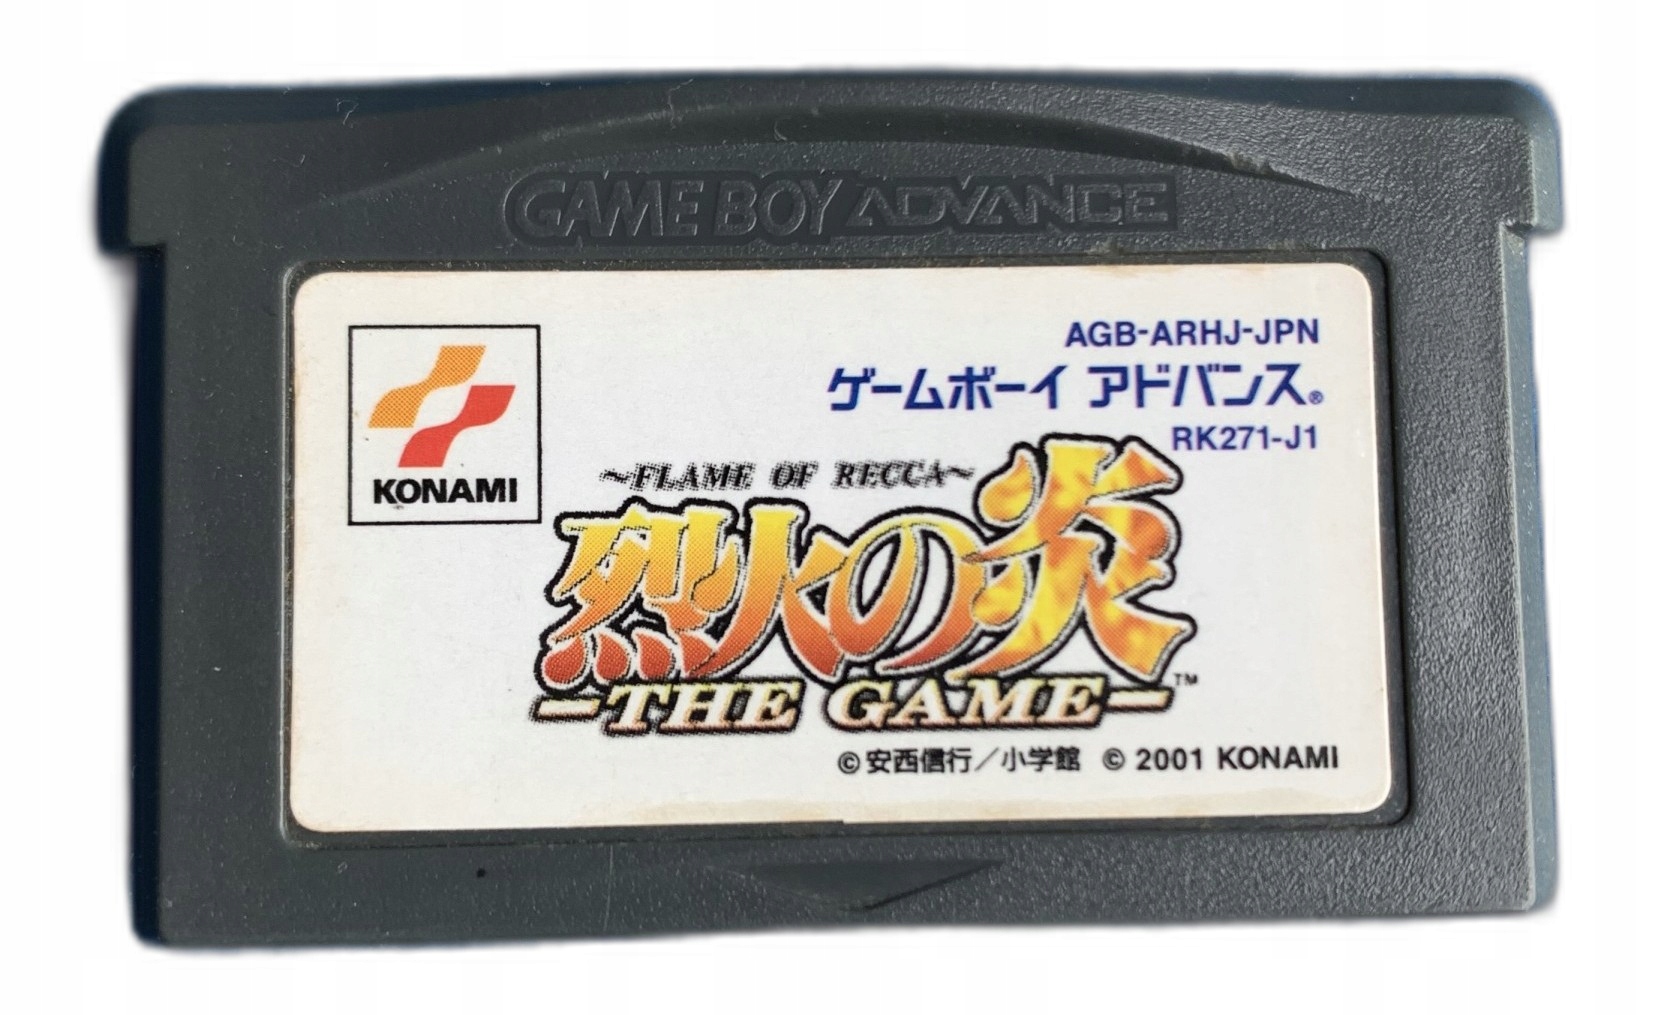 GAME BOY ADVANCE
KONAMI
AGB-ARHJ-JPN
ゲームボーイ アドバンス®
RK271-J1
～FLAME OF RECCA～
烈火の炎
-THE GAME-™
©安西信行／小学館 © 2001 KONAMI